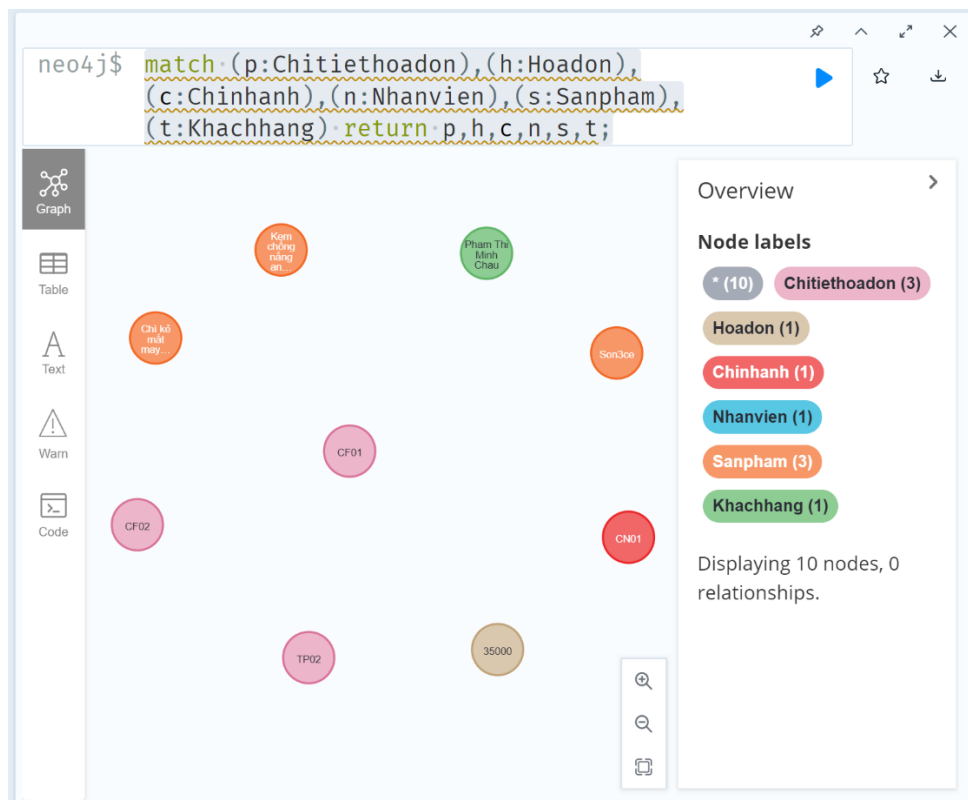 neo4j$ match (p:Chitiethoadon),(h:Hoadon),
(c:Chinhanh),(n:Nhanvien),(s:Sanpham),
(t:Khachhang) return p,h,c,n,s,t;
Graph
Table
Text
Warn
Code
Kem
chống
nắng
an...
Pham Thi
Minh
Chau
Chì kẻ
mắt
may...
Son3ce
CF01
CF02
CN01
TP02
35000
Overview
Node labels
* (10) Chitiethoadon (3)
Hoadon (1)
Chinhanh (1)
Nhanvien (1)
Sanpham (3)
Khachhang (1)
Displaying 10 nodes, 0
relationships.